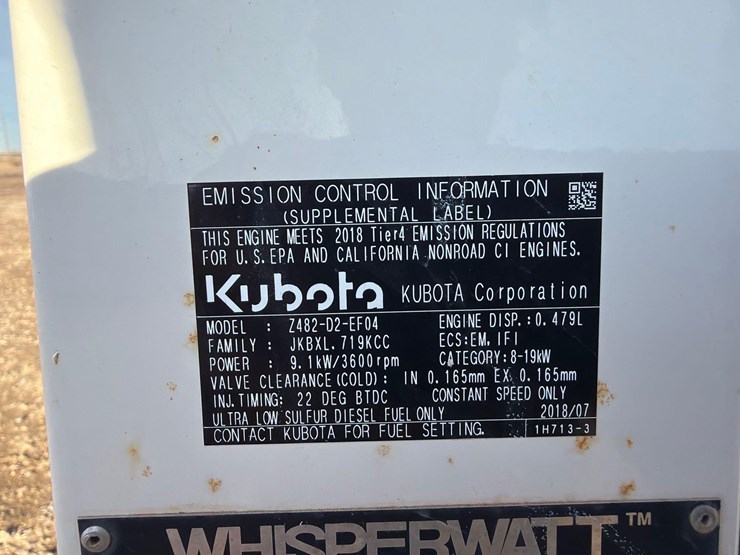 EMISSION CONTROL INFORMATION
(SUPPLEMENTAL LABEL)
THIS ENGINE MEETS 2018 Tier4 EMISSION REGULATIONS
FOR U.S. EPA AND CALIFORNIA NONROAD CI ENGINES.
Kubota KUBOTA Corporation
MODEL : Z482-D2-EF04 ENGINE DISP.: 0.479L
FAMILY : JKBXL.719KCC ECS:EM, IFI
POWER : 9.1kW/3600rpm CATEGORY:8-19kW
VALVE CLEARANCE(COLD): IN 0.165mm EX 0.165mm
INJ.TIMING: 22 DEG BTDC CONSTANT SPEED ONLY
ULTRA LOW SULFUR DIESEL FUEL ONLY 2018/07
CONTACT KUBOTA FOR FUEL SETTING. 1H713-3
WHISPERWATT™